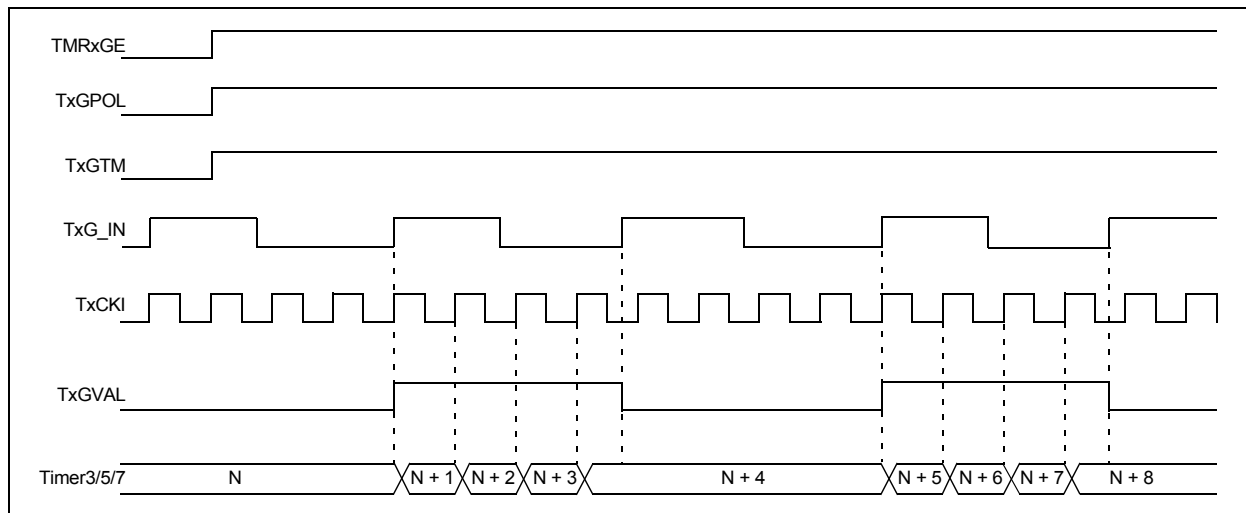 TMRxGE
TxGPOL
TxGTM
TxG_IN
TxCKI
TxGVAL
Timer3/5/7 N N + 1 N + 2 N + 3 N + 4 N + 5 N + 6 N + 7 N + 8